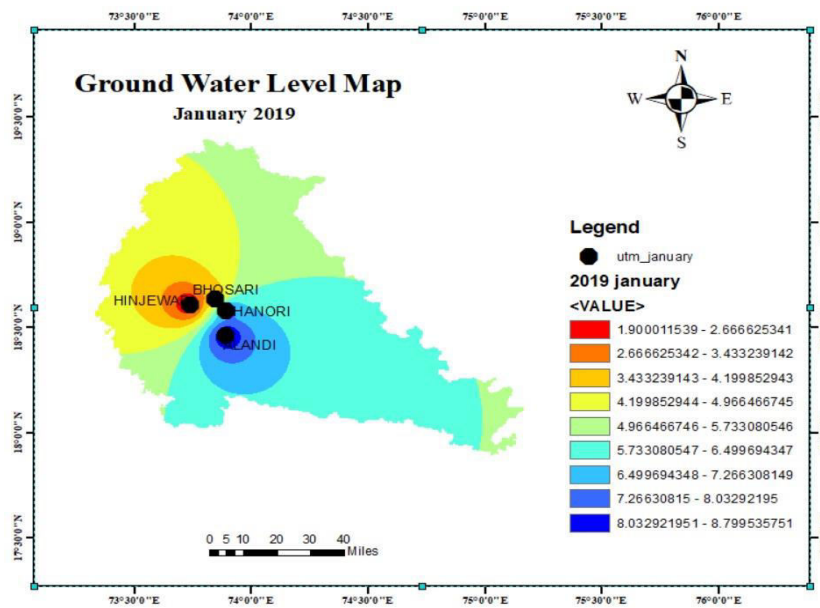 73°30'0"E 74°0'0"E 74°30'0"E 75°0'0"E 75°30'0"E 76°0'0"E
Ground Water Level Map
January 2019
N
W E
S
19°30'0"N
19°0'0"N
18°30'0"N
18°0'0"N
17°30'0"N
BHOSARI
HINJEWA
HANORI
ALANDI
Legend
utm_january
2019 january
<VALUE>
1.900011539 - 2.666625341
2.666625342 - 3.433239142
3.433239143 - 4.199852943
4.199852944 - 4.966466745
4.966466746 - 5.733080546
5.733080547 - 6.499694347
6.499694348 - 7.266308149
7.26630815 - 8.03292195
8.032921951 - 8.799535751
0 5 10 20 30 40
Miles
73°30'0"E 74°0'0"E 74°30'0"E 75°0'0"E 75°30'0"E 76°0'0"E